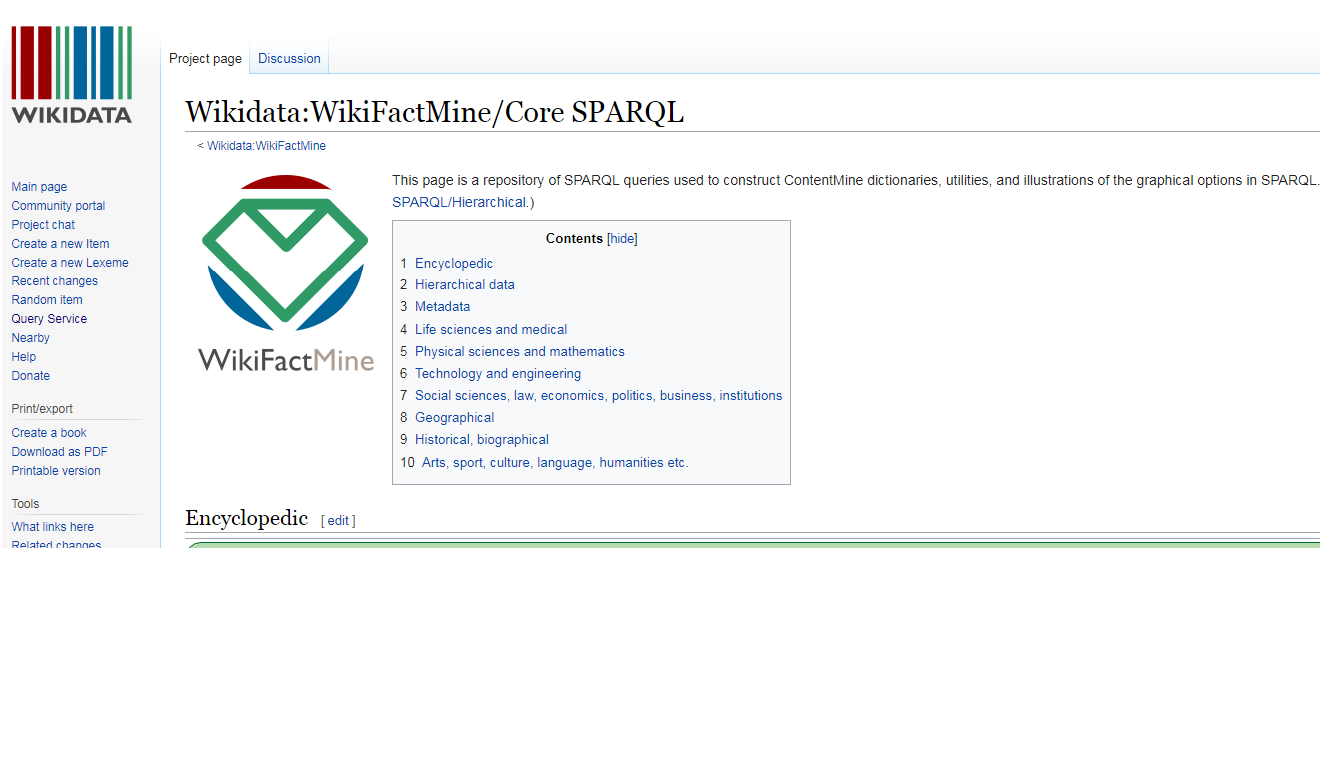 WIKIDATA
Main page
Community portal
Project chat
Create a new Item
Create a new Lexeme
Recent changes
Random item
Query Service
Nearby
Help
Donate
Print/export
Create a book
Download as PDF
Printable version
Tools
What links here
Related changes
Project page
Discussion
Wikidata:WikiFactMine/Core SPARQL
< Wikidata:WikiFactMine
WikiFactMine
This page is a repository of SPARQL queries used to construct ContentMine dictionaries, utilities, and illustrations of the graphical options in SPARQL.
SPARQL/Hierarchical.)
Contents [hide]
1 Encyclopedic
2 Hierarchical data
3 Metadata
4 Life sciences and medical
5 Physical sciences and mathematics
6 Technology and engineering
7 Social sciences, law, economics, politics, business, institutions
8 Geographical
9 Historical, biographical
10 Arts, sport, culture, language, humanities etc.
Encyclopedic [ edit ]